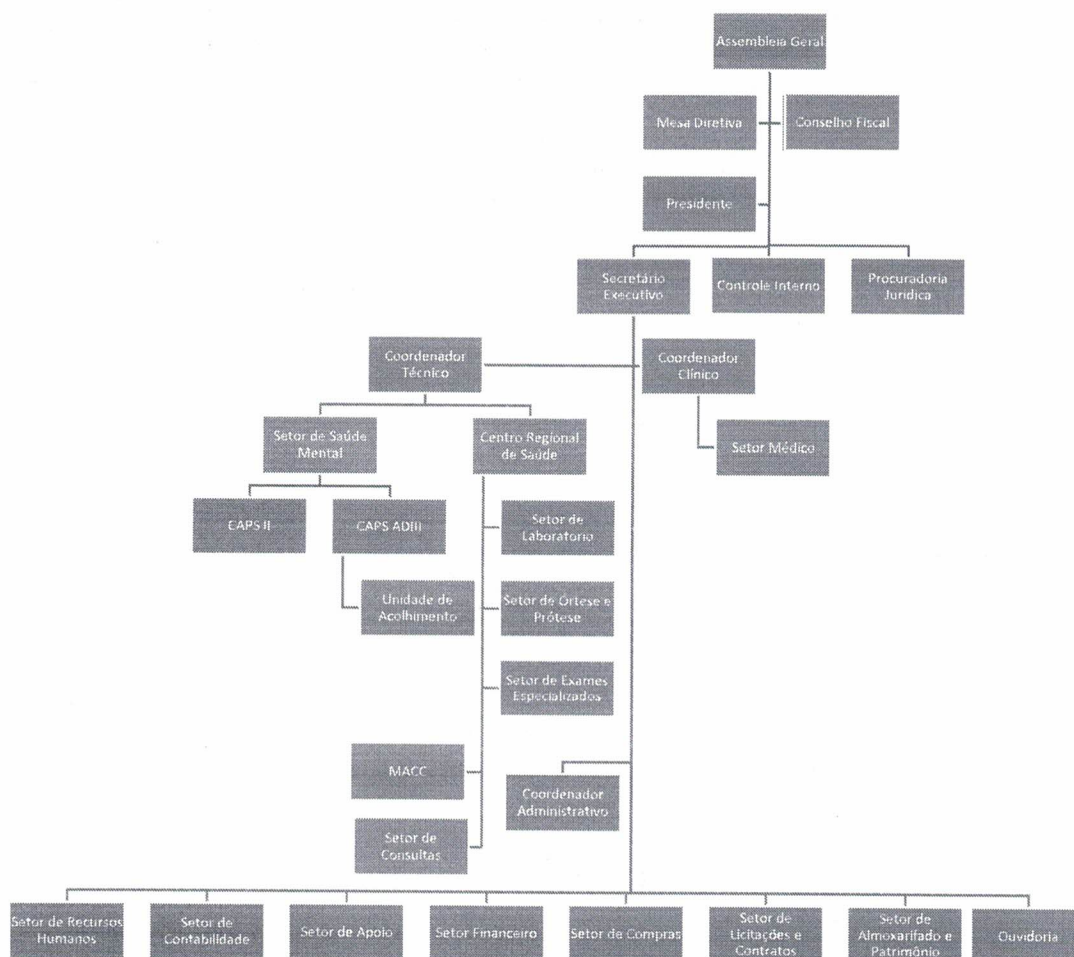 Assembleia Geral
Mesa Diretiva
Conselho Fiscal
Presidente
Secretário
Executivo
Controle Interno
Procuradoria
Jurídica
Coordenador
Técnico
Coordenador
Clínico
Setor de Saúde
Mental
Centro Regional
de Saúde
Setor Médico
CAPS II
CAPS ADIII
Setor de
Laboratório
Unidade de
Acolhimento
Setor de Órtese e
Prótese
Setor de Exames
Especializados
MACC
Coordenador
Administrativo
Setor de
Consultas
Setor de Recursos
Humanos
Setor de
Contabilidade
Setor de Apoio
Setor Financeiro
Setor de Compras
Setor de
Licitações e
Contratos
Setor de
Almoxarifado e
Patrimônio
Ouvidoria